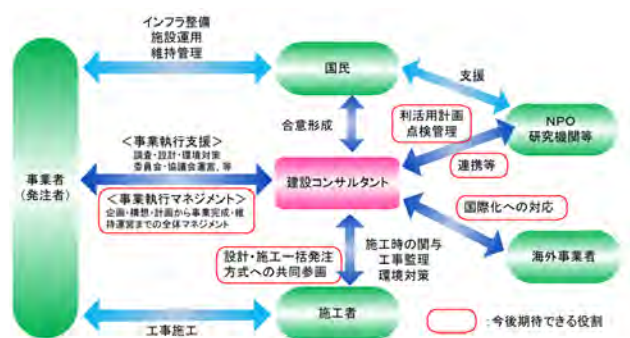 インフラ整備
施設運用
維持管理
国民
支援
合意形成
利活用計画
点検管理
NPO
研究機関等
＜事業執行支援＞
調査・設計・環境対策
委員会・協議会運営、等
連携等
事業者
(発注者)
建設コンサルタント
＜事業執行マネジメント＞
企画・構想・計画から事業完成・維
持運営までの全体マネジメント
国際化への対応
設計・施工一括発注
方式への共同参画
施工時の関与
工事監理
環境対策
海外事業者
工事施工
施工者
:今後期待できる役割